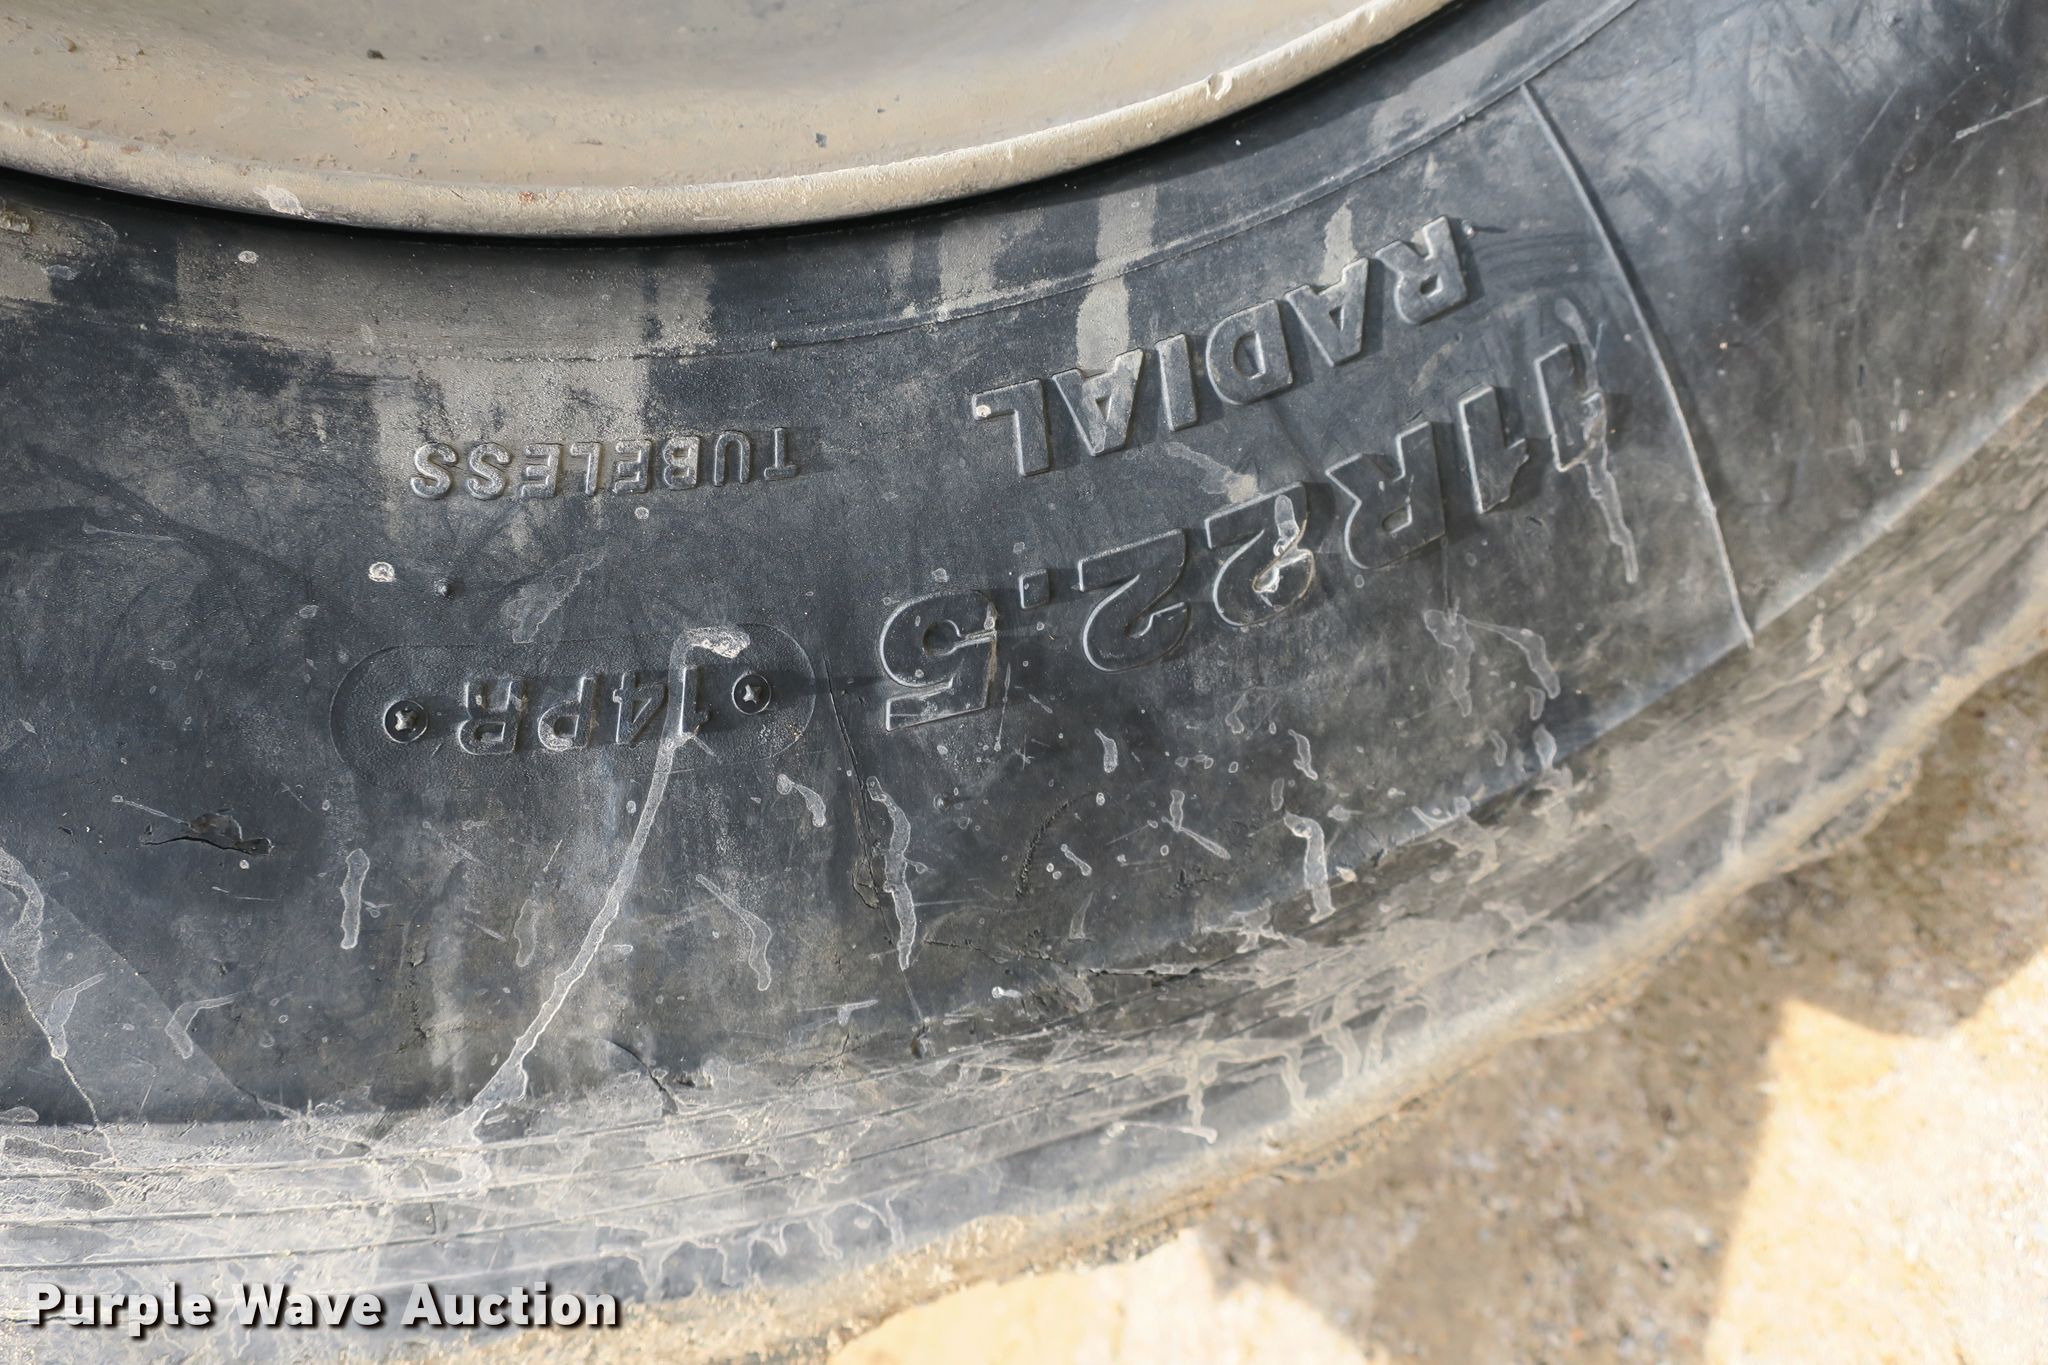 11R22.5
RADIAL
TUBELESS
14PR
Purple Wave Auction